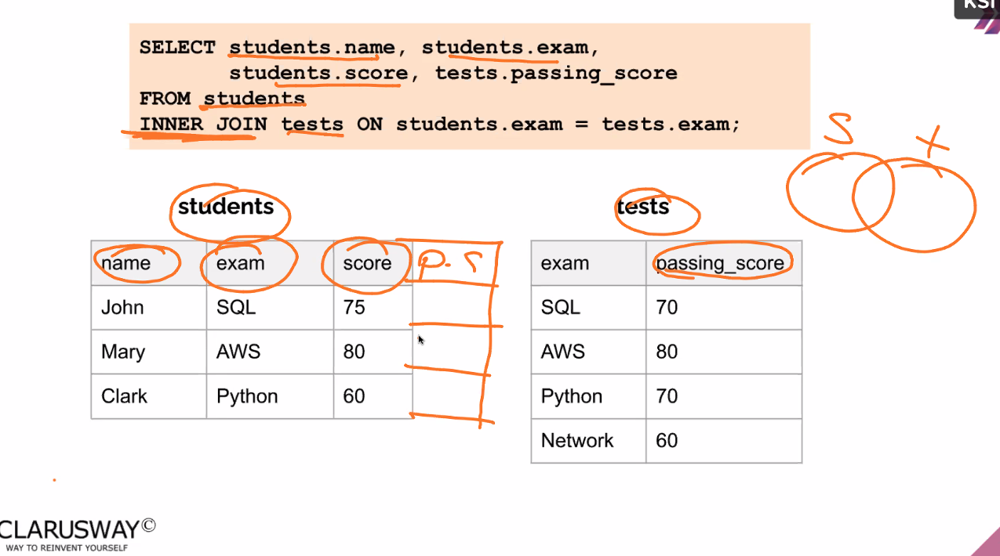 KSI
SELECT students.name, students.exam,
students.score, tests.passing_score
FROM students
INNER JOIN tests ON students.exam = tests.exam;
S t
students
tests
name exam score p.s
John SQL 75
Mary AWS 80
Clark Python 60
exam passing_score
SQL 70
AWS 80
Python 70
Network 60
CLARUSWAY©
WAY TO REINVENT YOURSELF